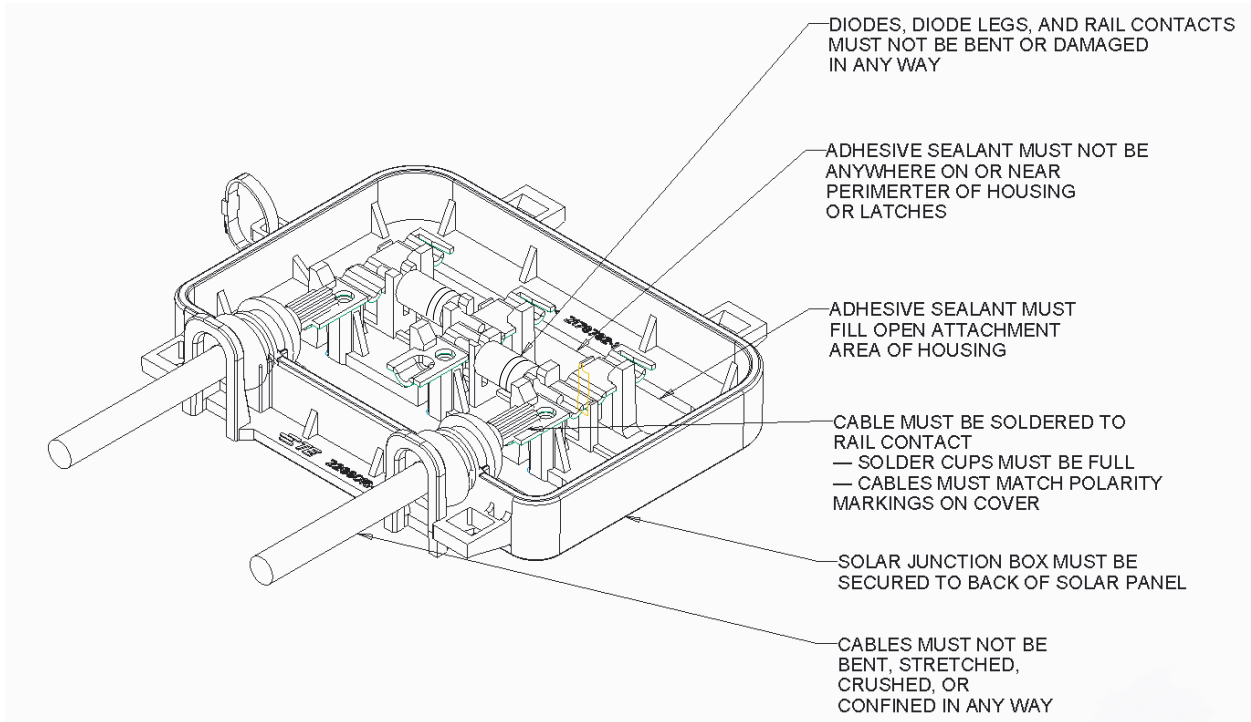 DIODES, DIODE LEGS, AND RAIL CONTACTS
MUST NOT BE BENT OR DAMAGED
IN ANY WAY
ADHESIVE SEALANT MUST NOT BE
ANYWHERE ON OR NEAR
PERIMERTER OF HOUSING
OR LATCHES
ADHESIVE SEALANT MUST
FILL OPEN ATTACHMENT
AREA OF HOUSING
CABLE MUST BE SOLDERED TO
RAIL CONTACT
— SOLDER CUPS MUST BE FULL
— CABLES MUST MATCH POLARITY
MARKINGS ON COVER
SOLAR JUNCTION BOX MUST BE
SECURED TO BACK OF SOLAR PANEL
CABLES MUST NOT BE
BENT, STRETCHED,
CRUSHED, OR
CONFINED IN ANY WAY